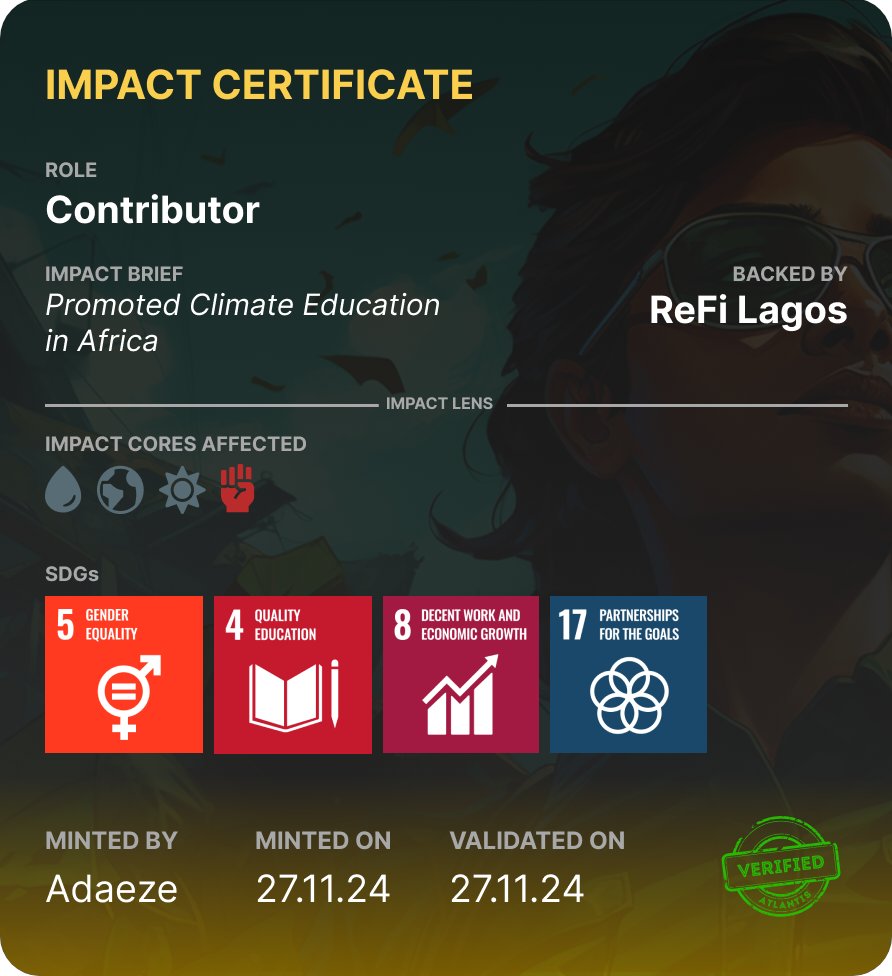 IMPACT CERTIFICATE
ROLE
Contributor
IMPACT BRIEF
Promoted Climate Education
in Africa
BACKED BY
ReFi Lagos
IMPACT LENS
IMPACT CORES AFFECTED
SDGs
5 GENDER
EQUALITY
4 QUALITY
EDUCATION
8 DECENT WORK AND
ECONOMIC GROWTH
17 PARTNERSHIPS
FOR THE GOALS
MINTED BY
Adaeze
MINTED ON
27.11.24
VALIDATED ON
27.11.24
VERIFIED
ATLANTIS